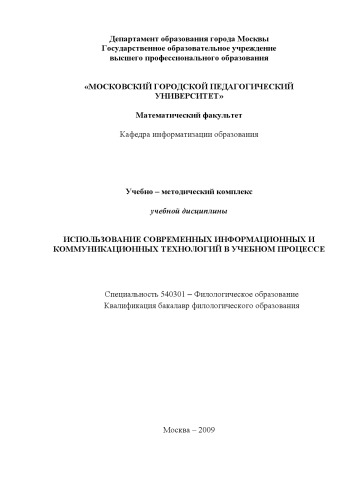 Департамент образования города Москвы
Государственное образовательное учреждение
высшего профессионального образования
«МОСКОВСКИЙ ГОРОДСКОЙ ПЕДАГОГИЧЕСКИЙ
УНИВЕРСИТЕТ»
Математический факультет
Кафедра информатизации образования
Учебно – методический комплекс
учебной дисциплины
ИСПОЛЬЗОВАНИЕ СОВРЕМЕННЫХ ИНФОРМАЦИОННЫХ И
КОММУНИКАЦИОННЫХ ТЕХНОЛОГИЙ В УЧЕБНОМ ПРОЦЕССЕ
Специальность 540301 – Филологическое образование
Квалификация бакалавр филологического образования
Москва – 2009